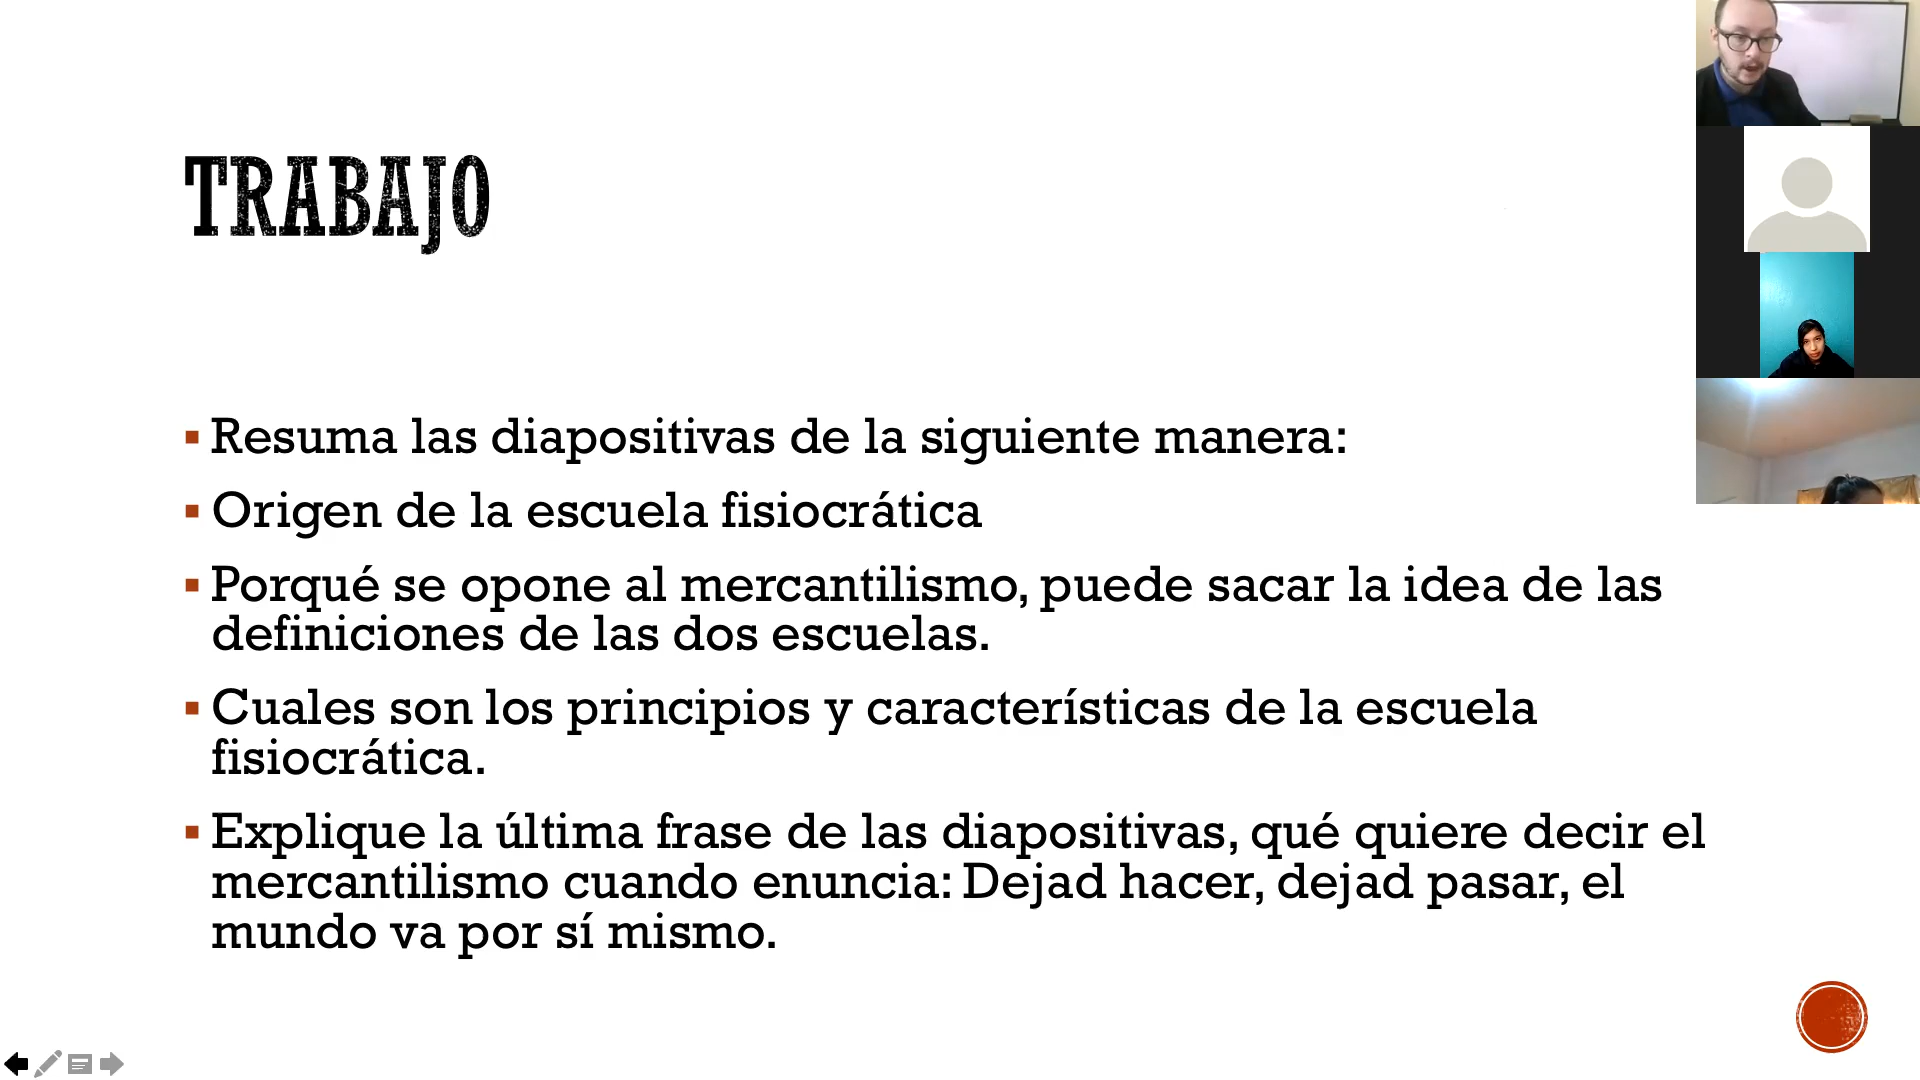 TRABAJO
Resuma las diapositivas de la siguiente manera:
Origen de la escuela fisiocrática
Porqué se opone al mercantilismo, puede sacar la idea de las
definiciones de las dos escuelas.
Cuales son los principios y características de la escuela
fisiocrática.
Explique la última frase de las diapositivas, qué quiere decir el
mercantilismo cuando enuncia: Dejad hacer, dejad pasar, el
mundo va por sí mismo.